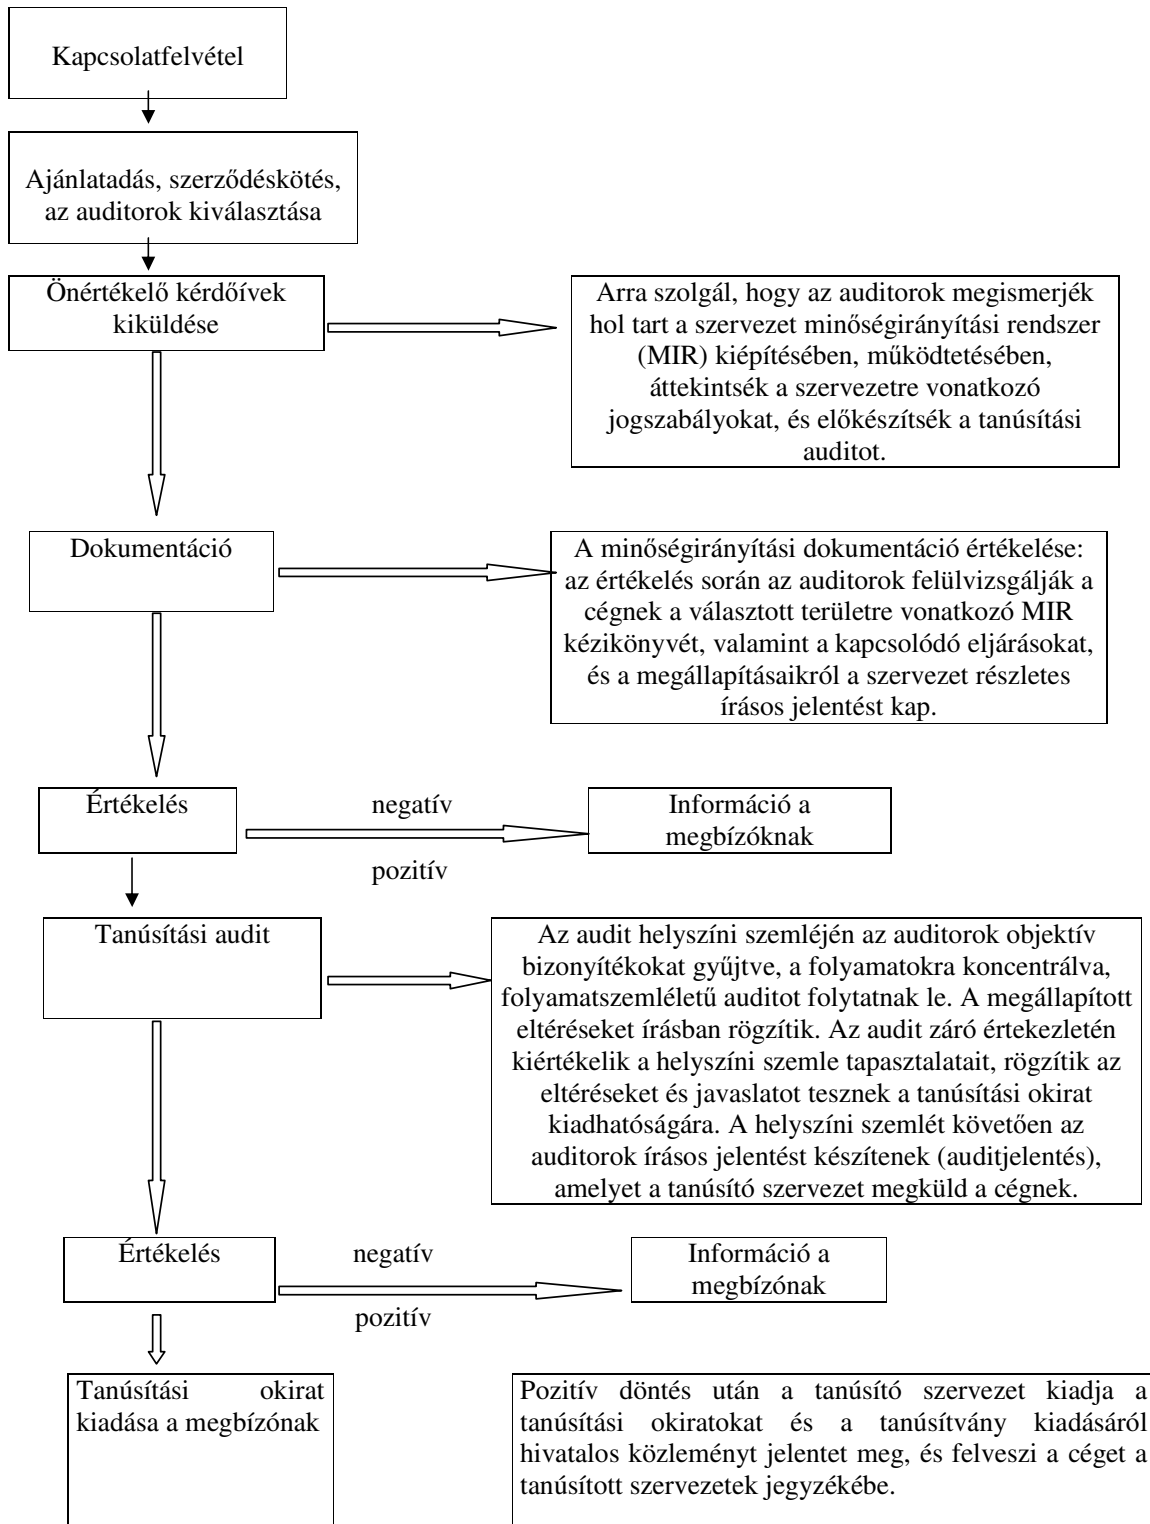 Kapcsolatfelvétel
Ajánlatadás, szerződéskötés,
az auditorok kiválasztása
Önértékelő kérdőívek
kiküldése
Arra szolgál, hogy az auditorok megismerjék
hol tart a szervezet minőségirányítási rendszer
(MIR) kiépítésében, működtetésében,
áttekintsék a szervezetre vonatkozó
jogszabályokat, és előkészítsék a tanúsítási
auditot.
Dokumentáció
A minőségirányítási dokumentáció értékelése:
az értékelés során az auditorok felülvizsgálják a
cégnek a választott területre vonatkozó MIR
kézikönyvét, valamint a kapcsolódó eljárásokat,
és a megállapításaikról a szervezet részletes
írásos jelentést kap.
Értékelés
negatív
pozitív
Információ a
megbízóknak
Tanúsítási audit
Az audit helyszíni szemléjén az auditorok objektív
bizonyítékokat gyűjtve, a folyamatokra koncentrálva,
folyamatszemléletű auditot folytatnak le. A megállapított
eltéréseket írásban rögzítik. Az audit záró értekezletén
kiértékelik a helyszíni szemle tapasztalatait, rögzítik az
eltéréseket és javaslatot tesznek a tanúsítási okirat
kiadhatóságára. A helyszíni szemlét követően az
auditorok írásos jelentést készítenek (auditjelentés),
amelyet a tanúsító szervezet megküld a cégnek.
Értékelés
negatív
pozitív
Információ a
megbízónak
Tanúsítási okirat
kiadása a megbízónak
Pozitív döntés után a tanúsító szervezet kiadja a
tanúsítási okiratokat és a tanúsítvány kiadásáról
hivatalos közleményt jelentet meg, és felveszi a céget a
tanúsított szervezetek jegyzékébe.